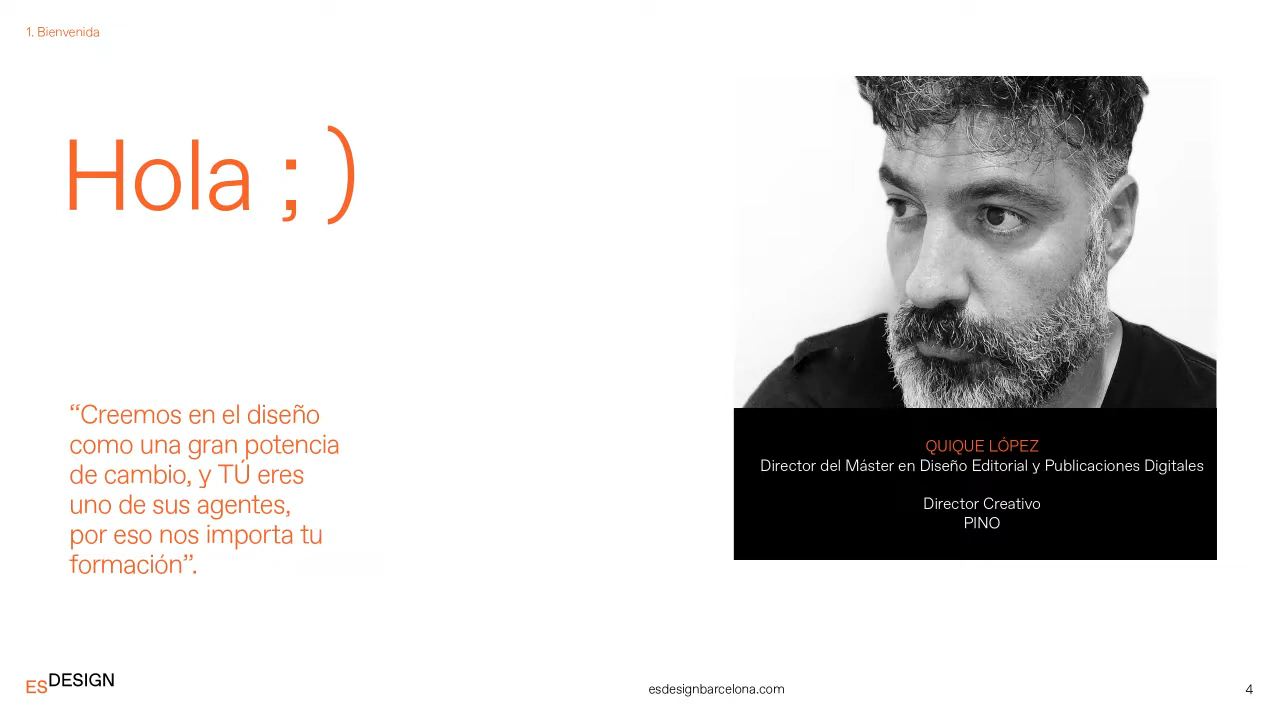 1. Bienvenida
Hola ; )
“Creemos en el diseño
como una gran potencia
de cambio, y TÚ eres
uno de sus agentes,
por eso nos importa tu
formación”.
QUIQUE LÓPEZ
Director del Máster en Diseño Editorial y Publicaciones Digitales
Director Creativo
PINO
ESDESIGN
esdesignbarcelona.com
4